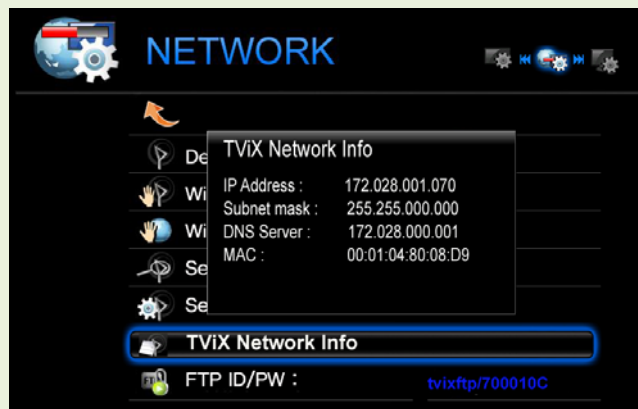 NETWORK
De
TViX Network Info
IP Address : 172.028.001.070
Wi
Subnet mask : 255.255.000.000
Wi
DNS Server : 172.028.000.001
MAC : 00:01:04:80:08:D9
Se
Se
TViX Network Info
FTP ID/PW : tvixftp/700010C